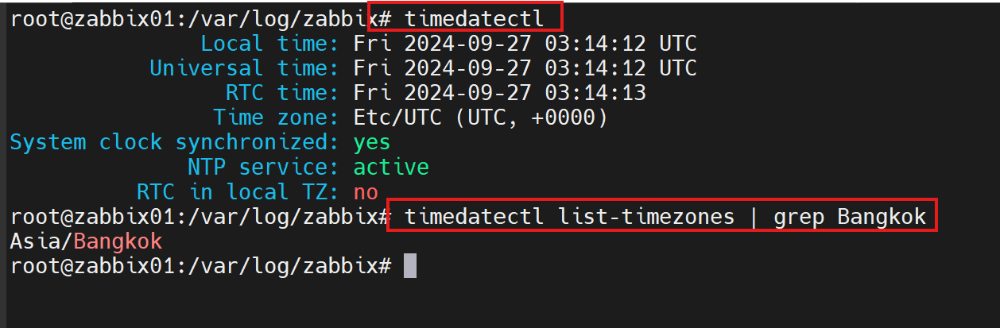 root@zabbix01:/var/log/zabbix# timedatectl
Local time: Fri 2024-09-27 03:14:12 UTC
Universal time: Fri 2024-09-27 03:14:12 UTC
RTC time: Fri 2024-09-27 03:14:13
Time zone: Etc/UTC (UTC, +0000)
System clock synchronized: yes
NTP service: active
RTC in local TZ: no
root@zabbix01:/var/log/zabbix# timedatectl list-timezones | grep Bangkok
Asia/Bangkok
root@zabbix01:/var/log/zabbix#